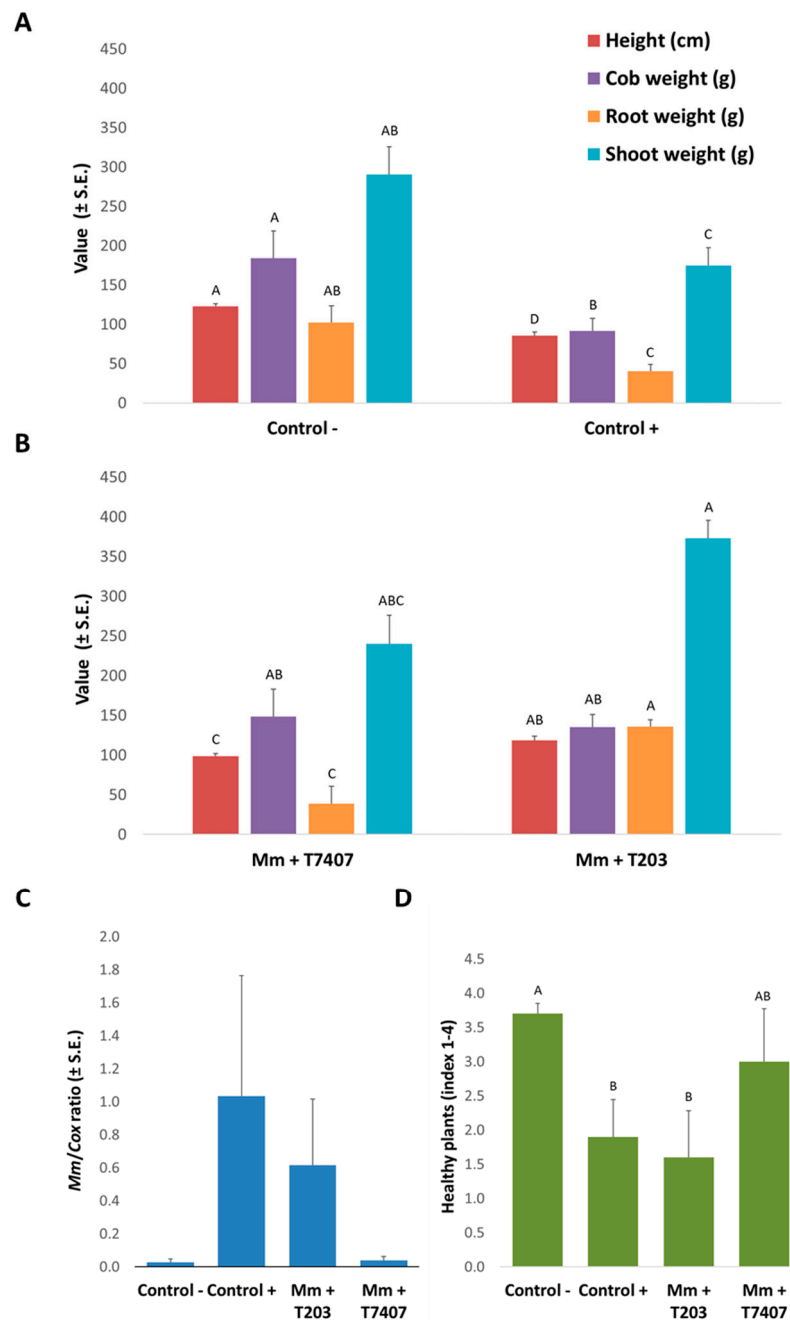 A
450
400
350
300
250
200
150
100
50
0
Value (± S.E.)
Height (cm)
Cob weight (g)
Root weight (g)
Shoot weight (g)
A
A
AB
AB
D
B
C
C
Control -
Control +
B
450
400
350
300
250
200
150
100
50
0
Value (± S.E.)
C
AB
C
ABC
AB
AB
A
A
Mm + T7407
Mm + T203
C
2.0
1.8
1.6
1.4
1.2
1.0
0.8
0.6
0.4
0.2
0.0
Mm/Cox ratio (± S.E.)
Control -
Control +
Mm +
T203
Mm +
T7407
D
4.5
4.0
3.5
3.0
2.5
2.0
1.5
1.0
0.5
0.0
Healthy plants (index 1-4)
A
B
B
AB
Control -
Control +
Mm +
T203
Mm +
T7407